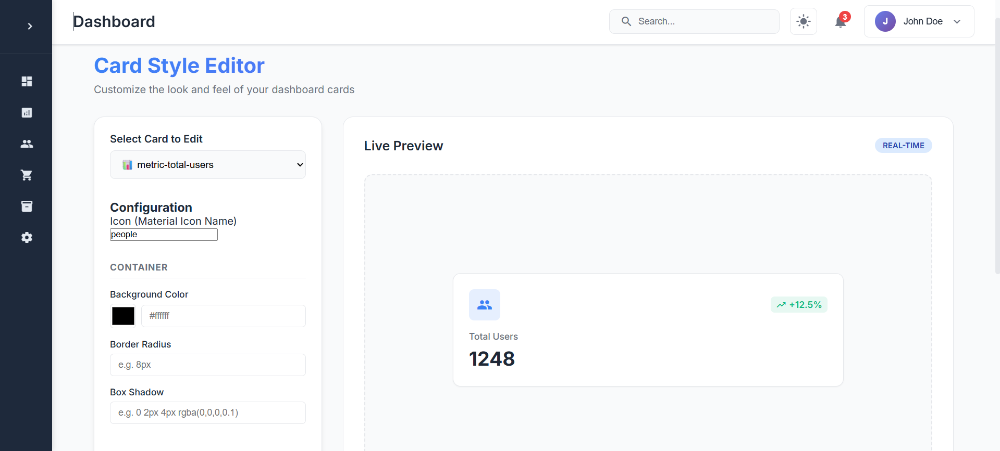 Dashboard
Search...
3
J
John Doe
Card Style Editor
Customize the look and feel of your dashboard cards
Select Card to Edit
metric-total-users
Configuration
Icon (Material Icon Name)
people
CONTAINER
Background Color
#ffffff
Border Radius
e.g. 8px
Box Shadow
e.g. 0 2px 4px rgba(0,0,0,0.1)
Live Preview
REAL-TIME
+12.5%
Total Users
1248